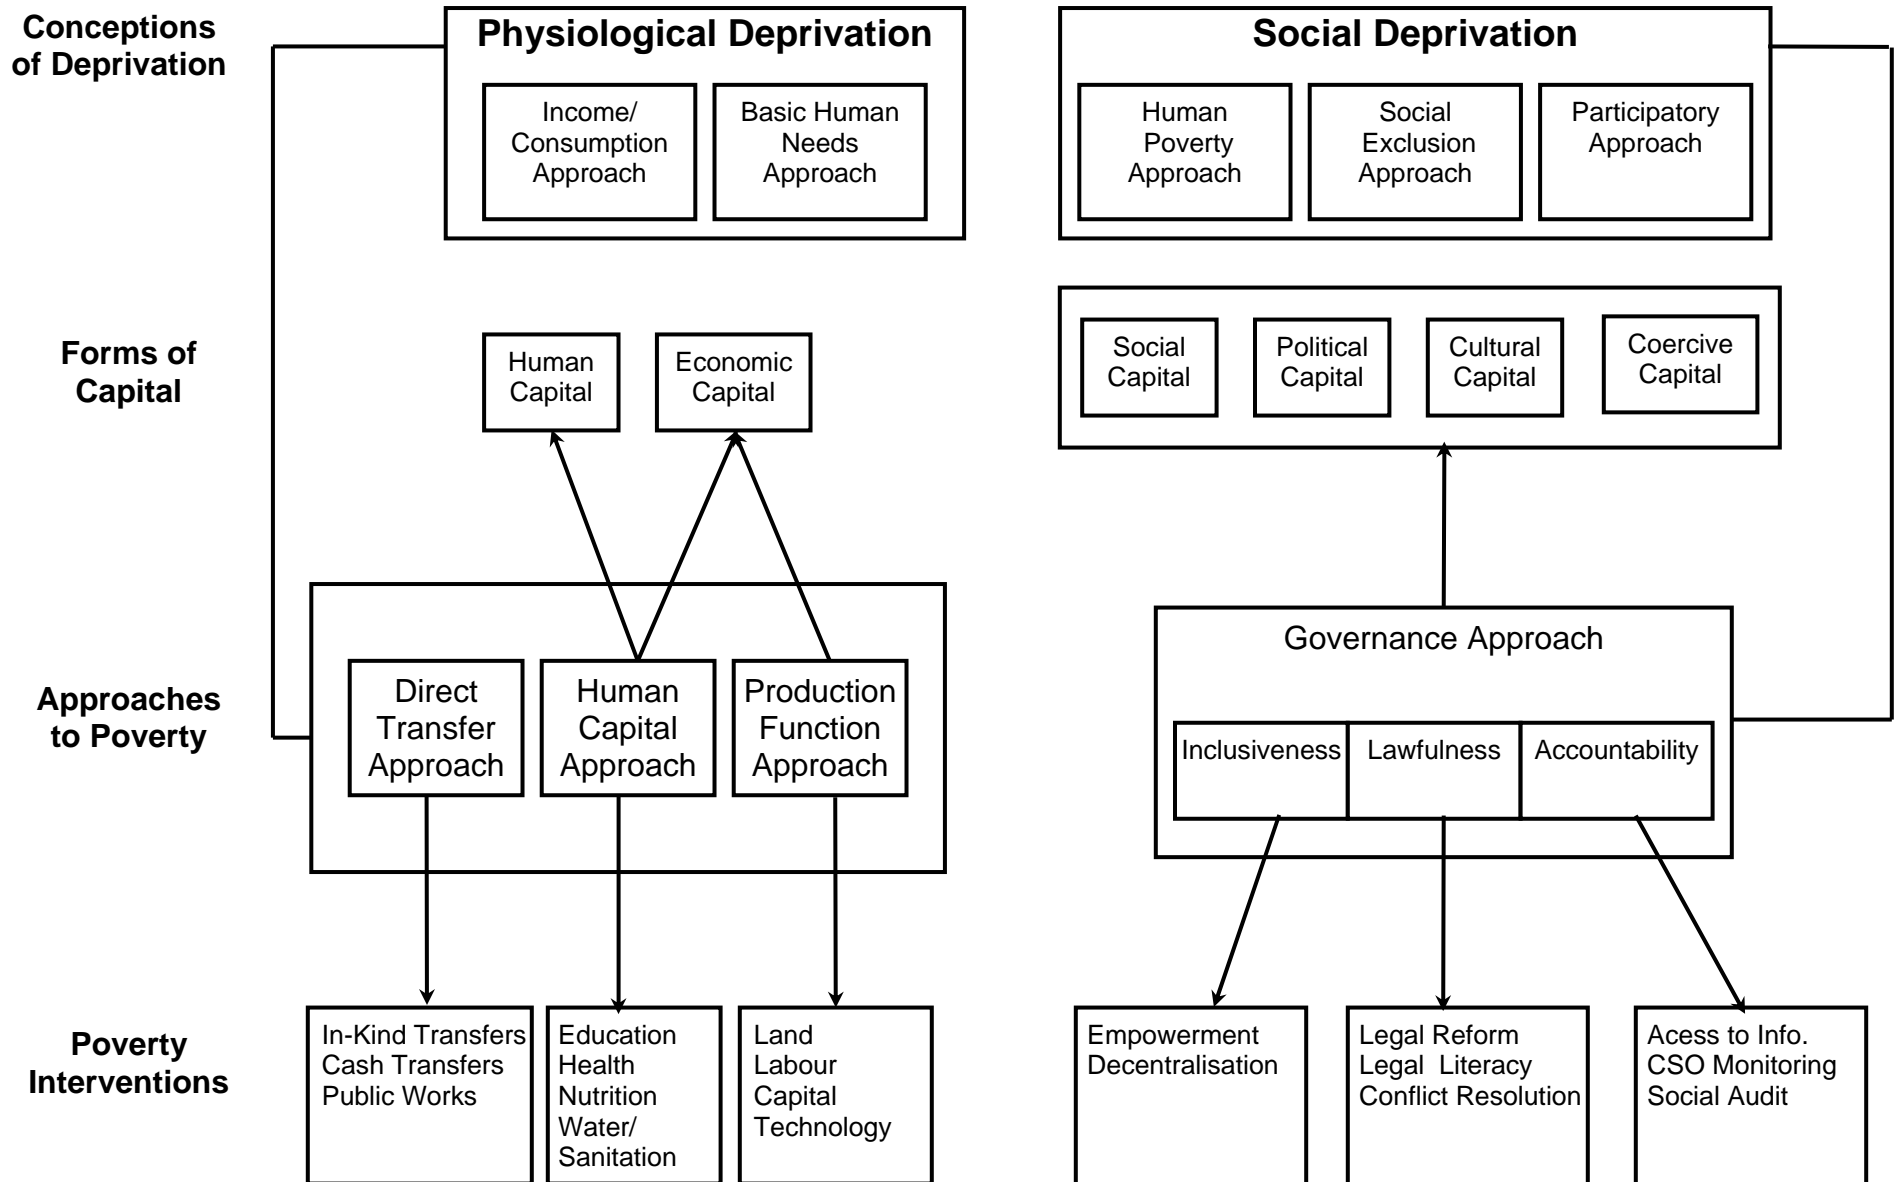 Conceptions
of Deprivation
Physiological Deprivation
Income/
Consumption
Approach
Basic Human
Needs
Approach
Social Deprivation
Human
Poverty
Approach
Social
Exclusion
Approach
Participatory
Approach
Forms of
Capital
Human
Capital
Economic
Capital
Social
Capital
Political
Capital
Cultural
Capital
Coercive
Capital
Approaches
to Poverty
Direct
Transfer
Approach
Human
Capital
Approach
Production
Function
Approach
Governance Approach
Inclusiveness
Lawfulness
Accountability
Poverty
Interventions
In-Kind Transfers
Cash Transfers
Public Works
Education
Health
Nutrition
Water/
Sanitation
Land
Labour
Capital
Technology
Empowerment
Decentralisation
Legal Reform
Legal Literacy
Conflict Resolution
Acess to Info.
CSO Monitoring
Social Audit